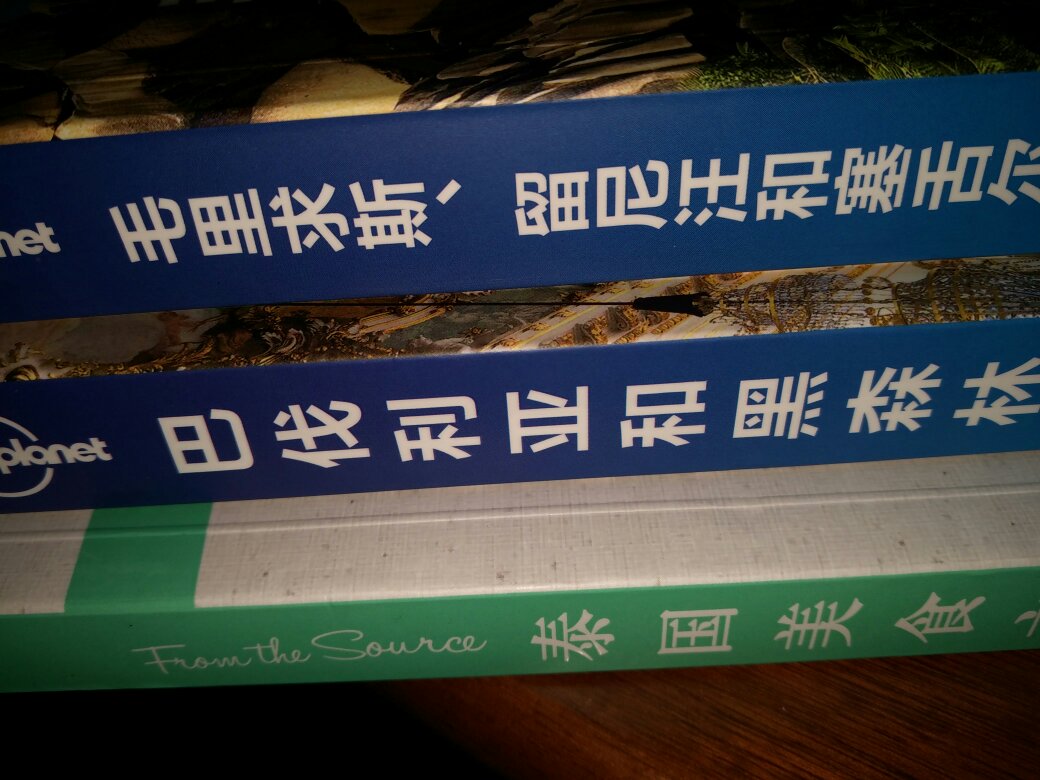 net 毛里求斯、留尼汪和塞舌尔
planet 巴伐利亚和黑森林
From the Source 泰国美食